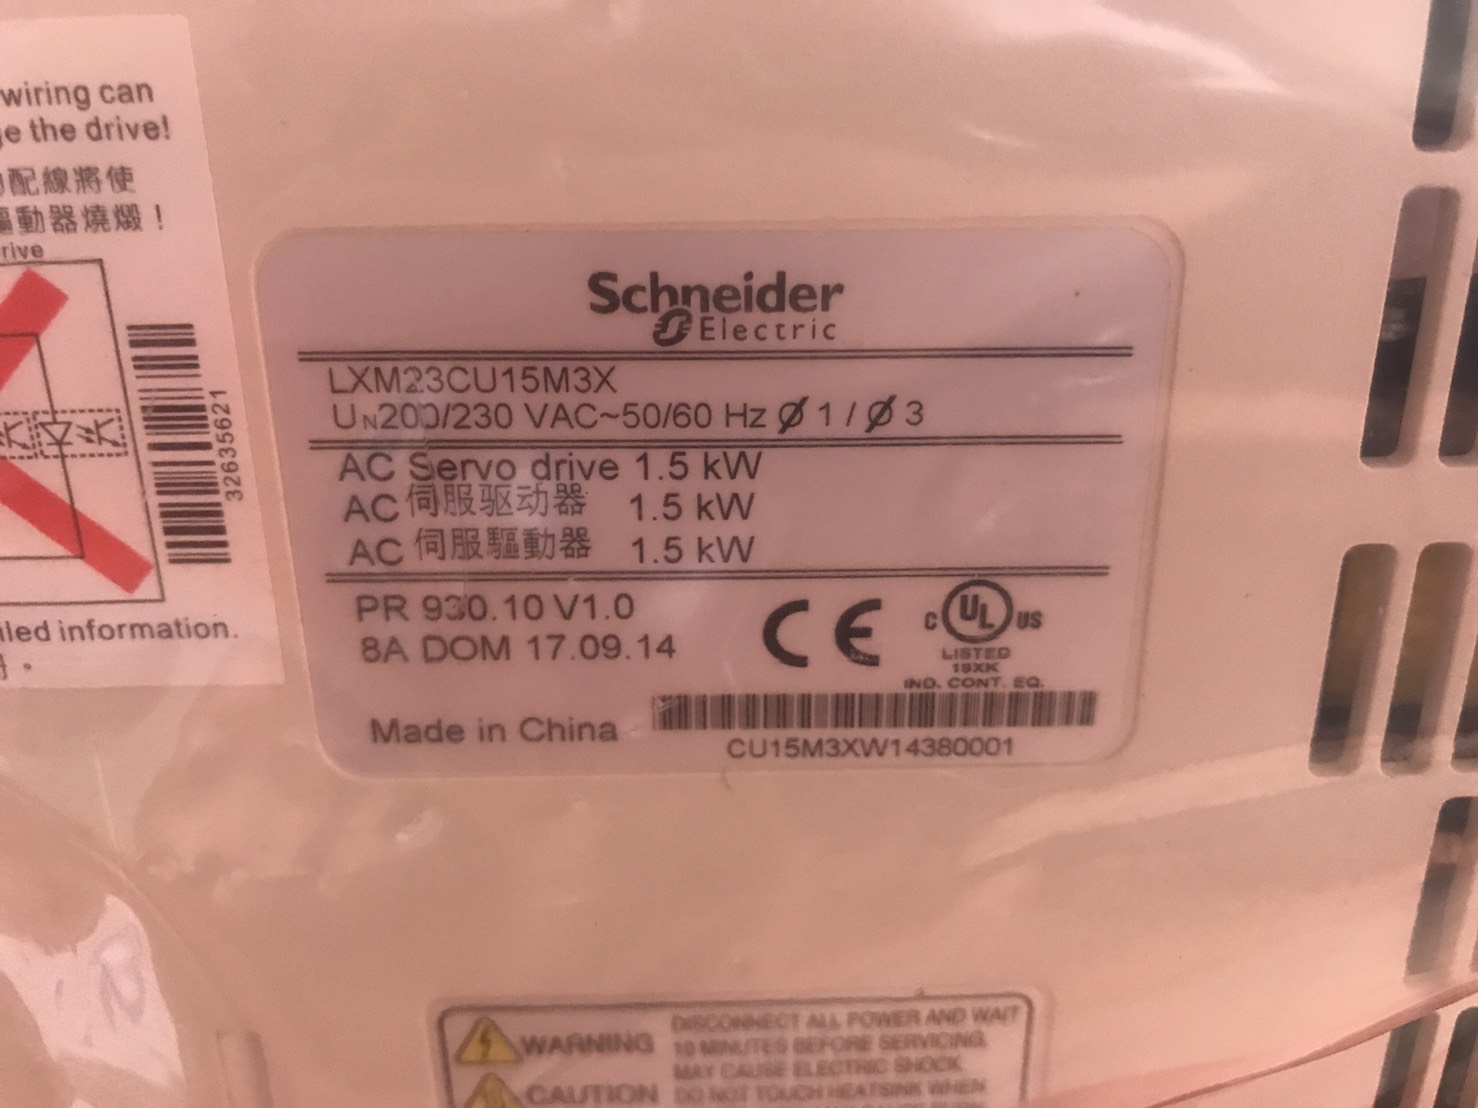 wiring can
ge the drive!
配線將使
驅動器燒燬！
rive
32635621
iled information.
冊。
Schneider
Electric
LXM23CU15M3X
UN200/230 VAC~50/60 Hz Ø 1 / Ø 3
AC Servo drive 1.5 kW
AC 伺服驱动器 1.5 kW
AC 伺服驅動器 1.5 kW
PR 930.10 V1.0
8A DOM 17.09.14
CE
C UL US
LISTED
19XK
IND. CONT. EQ.
Made in China
CU15M3XW14380001
WARNING
DISCONNECT ALL POWER AND WAIT
10 MINUTES BEFORE SERVICING.
MAY CAUSE ELECTRIC SHOCK
CAUTION
DO NOT TOUCH HEATSINK WHEN